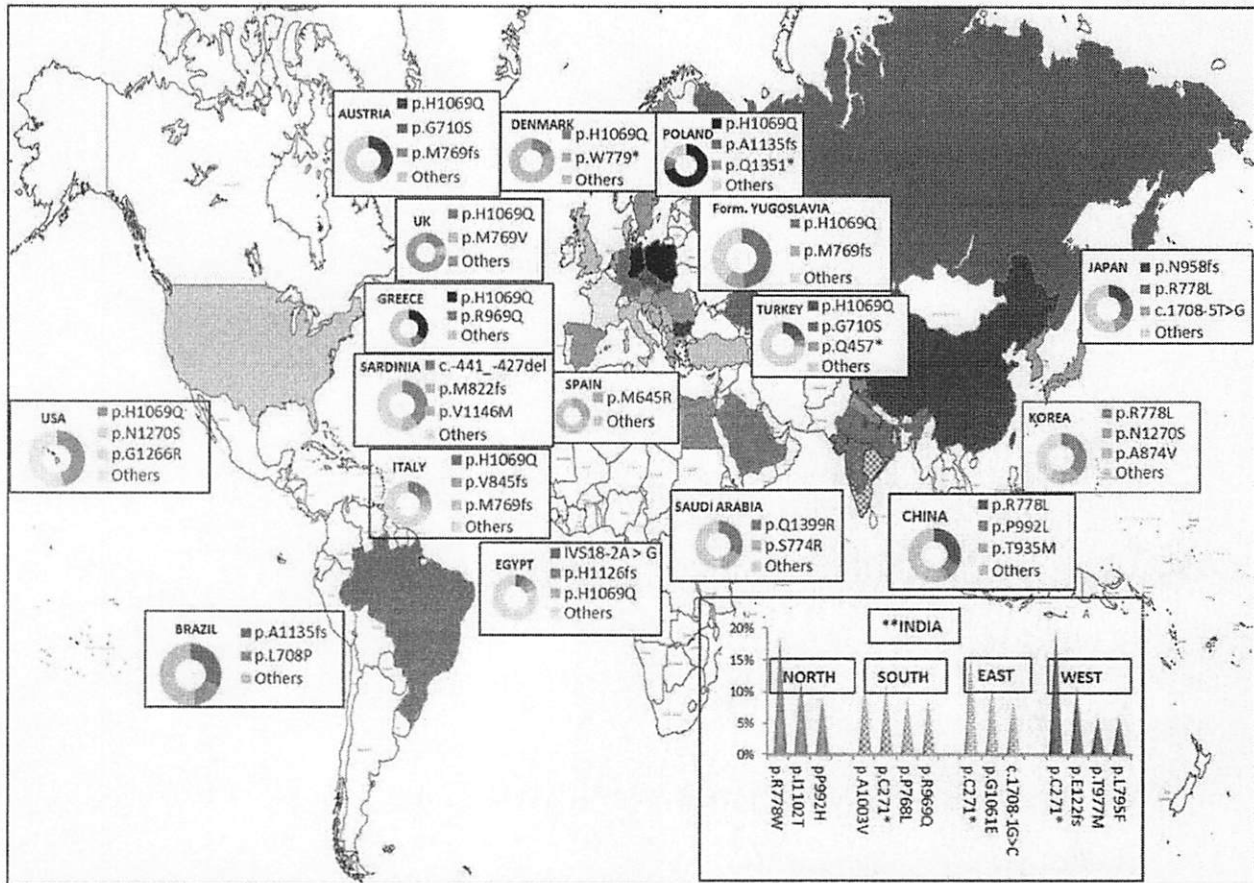 AUSTRIA
p.H1069Q
p.G710S
p.M769fs
Others
DENMARK
p.H1069Q
p.W779*
Others
POLAND
p.H1069Q
p.A1135fs
p.Q1351*
Others
UK
p.H1069Q
p.M769V
Others
Form. YUGOSLAVIA
p.H1069Q
p.M769fs
Others
JAPAN
p.N958fs
p.R778L
c.1708-5T>G
Others
GREECE
p.H1069Q
p.R969Q
Others
TURKEY
p.H1069Q
p.G710S
p.Q457*
Others
SARDINIA
c.-441_-427del
p.M822fs
p.V1146M
Others
SPAIN
p.M645R
Others
USA
p.H1069Q
p.N1270S
p.G1266R
Others
KOREA
p.R778L
p.N1270S
p.A874V
Others
ITALY
p.H1069Q
p.V845fs
p.M769fs
Others
SAUDI ARABIA
p.Q1399R
p.S774R
Others
CHINA
p.R778L
p.P992L
p.T935M
Others
EGYPT
IVS18-2A > G
p.H1126fs
p.H1069Q
Others
BRAZIL
p.A1135fs
p.L708P
Others
**INDIA
20%
15%
10%
5%
0%
NORTH
SOUTH
EAST
WEST
p.R778W
p.I1102T
pP992H
p.A1003V
p.C271*
p.P768L
p.R969Q
p.C271*
p.G1061E
c.1708-1G>C
p.C271*
p.E122fs
p.T977M
p.L795F